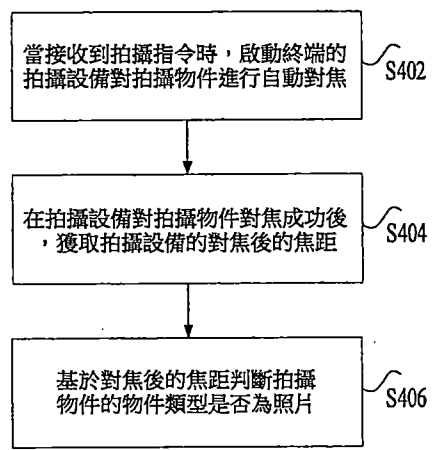 當接收到拍攝指令時，啟動終端的
拍攝設備對拍攝物件進行自動對焦
S402
在拍攝設備對拍攝物件對焦成功後
，獲取拍攝設備的對焦後的焦距
S404
基於對焦後的焦距判斷拍攝
物件的物件類型是否為照片
S406